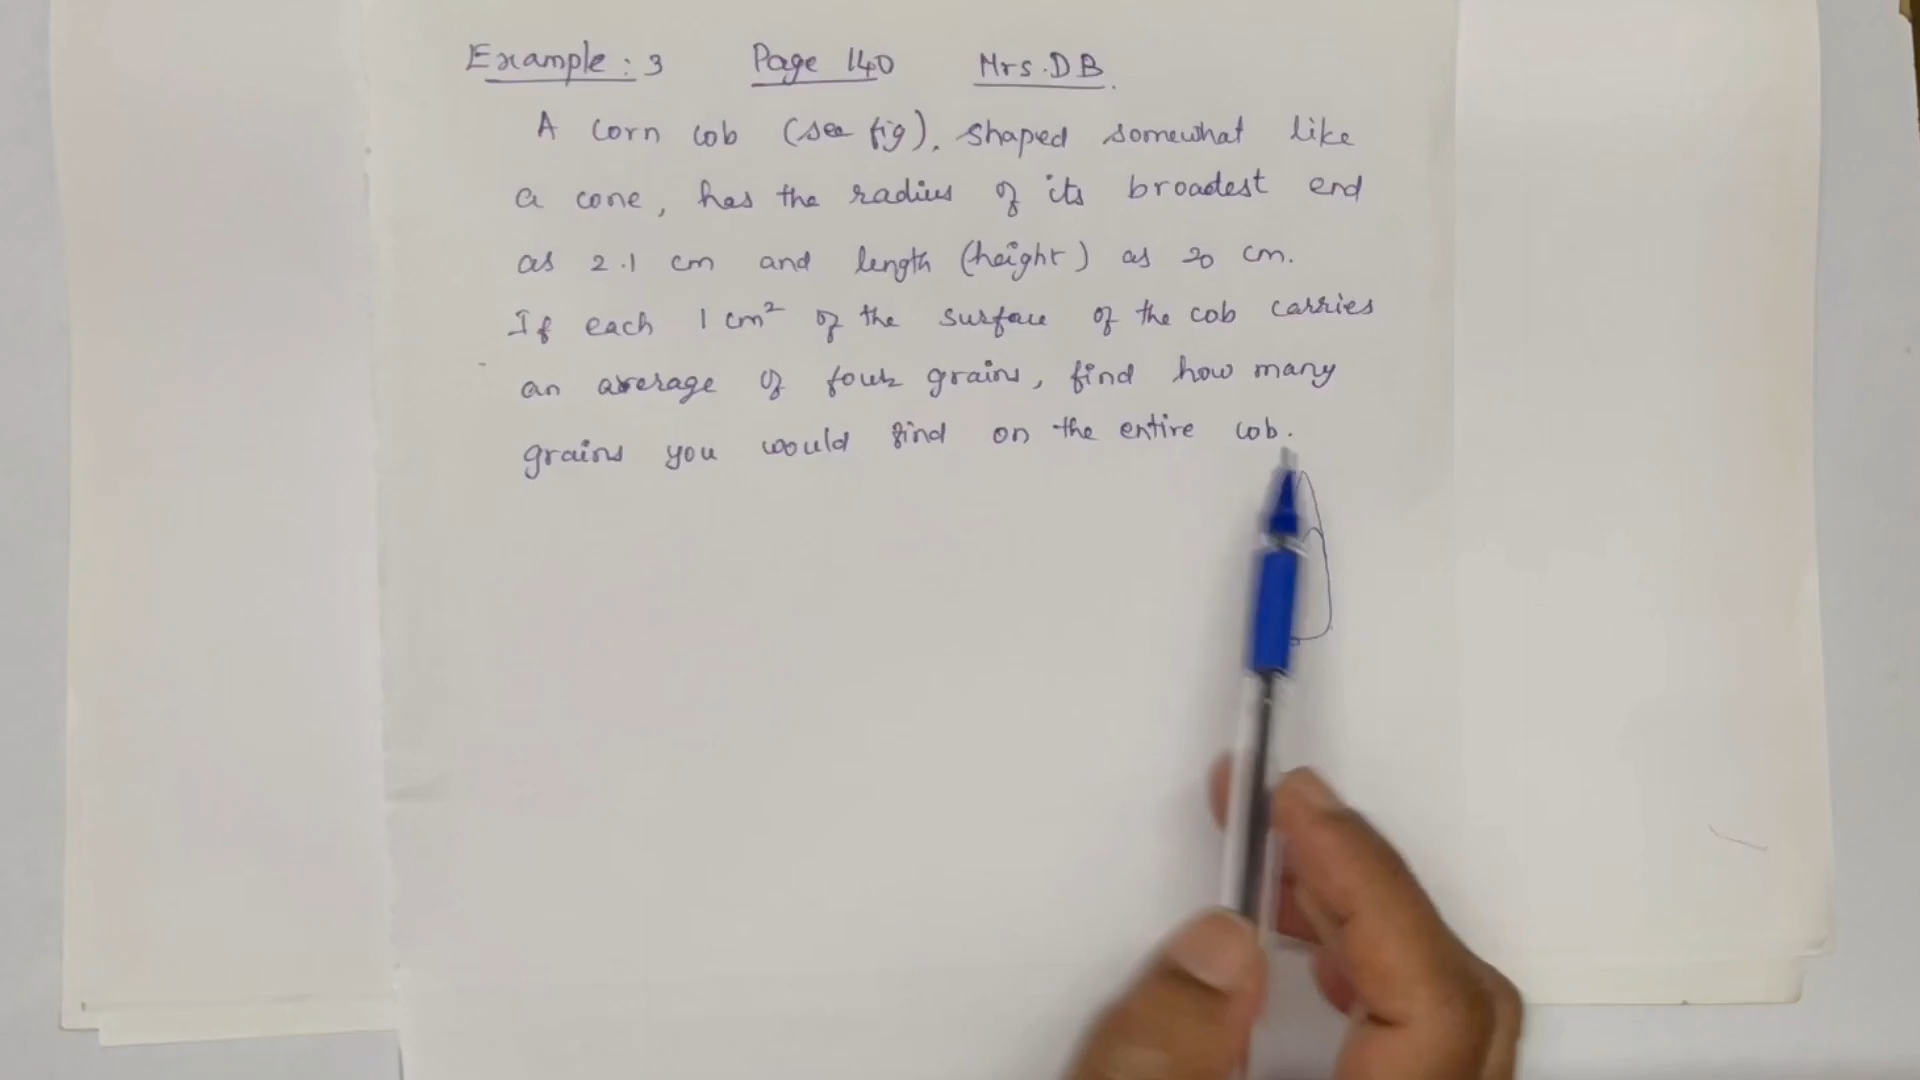 Example : 3 Page 140 Mrs. DB.
A corn cob (see fig), shaped somewhat like
a cone, has the radius of its broadest end
as 2.1 cm and length (height) as 20 cm.
If each 1 cm² of the surface of the cob carries
an average of four grains, find how many
grains you would find on the entire cob.